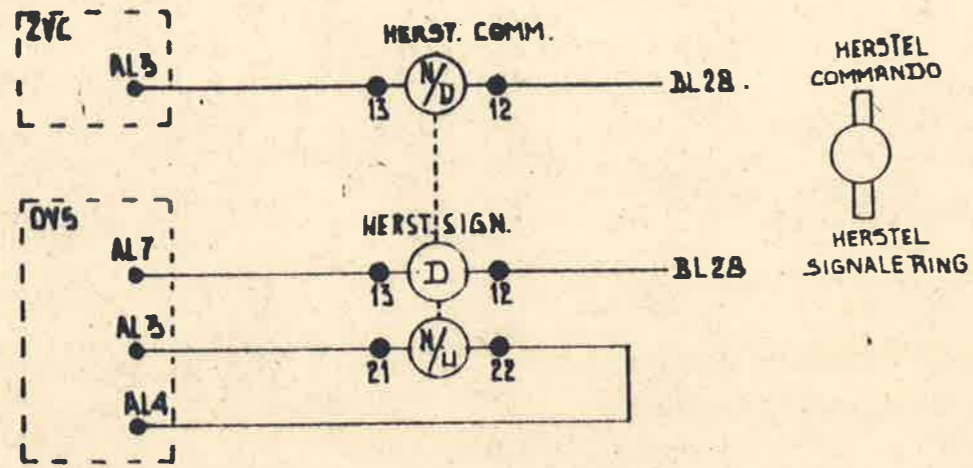 ZVC
HERST. COMM.
AL3
N/D
13
12
BL28.
HERSTEL
COMMANDO
HERSTEL
SIGNALERING
OVS
HERST. SIGN.
AL7
D
13
12
BL28
AL3
N/U
21
22
AL4